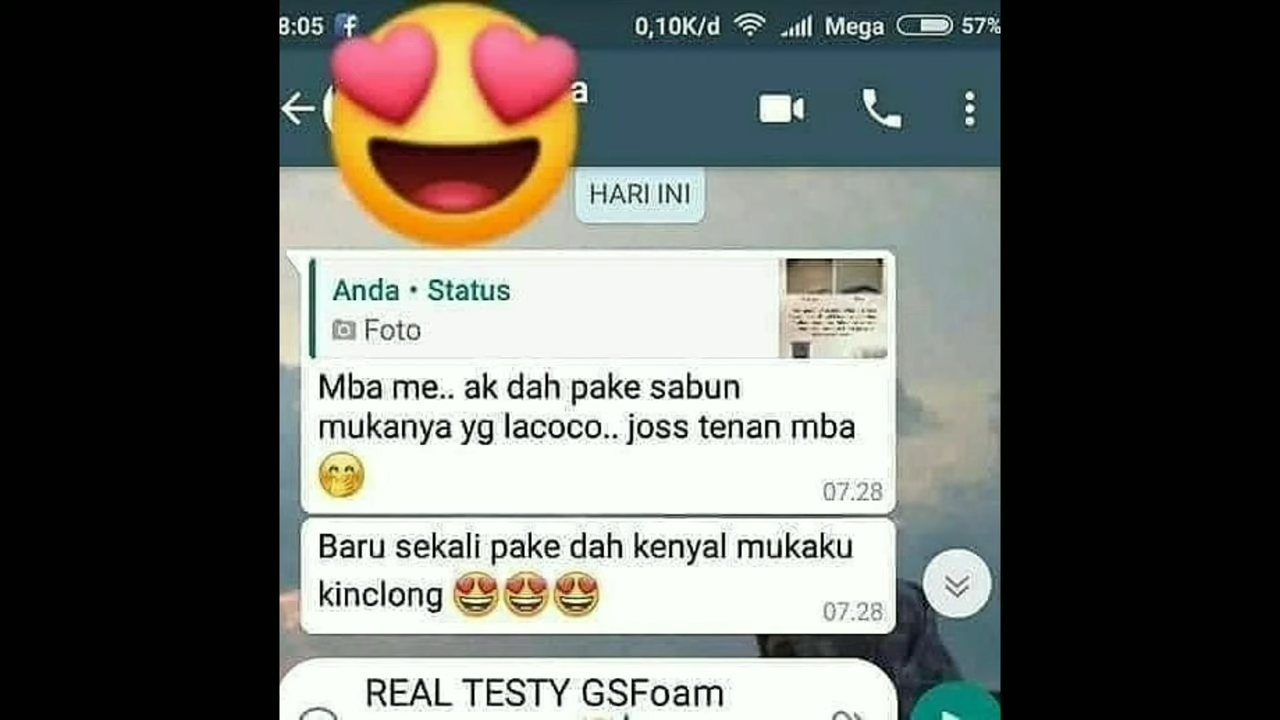 8:05 0,10K/d Mega 57%
a
HARI INI
Anda • Status
Foto
Mba me.. ak dah pake sabun
mukanya yg lacoco.. joss tenan mba
🤭
07.28
Baru sekali pake dah kenyal mukaku
kinclong 😍😍😍
07.28
REAL TESTY GSFoam